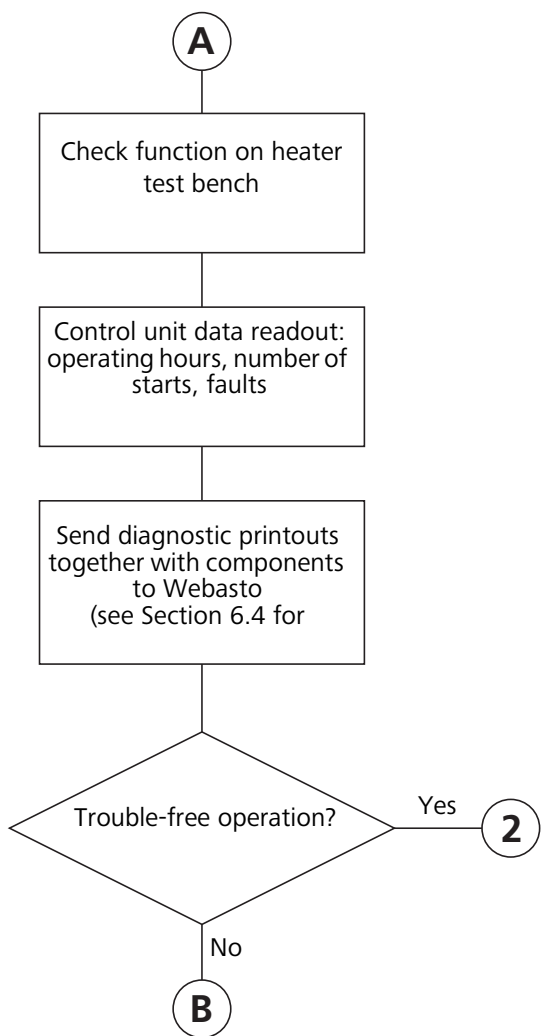 A
Check function on heater
test bench
Control unit data readout:
operating hours, number of
starts, faults
Send diagnostic printouts
together with components
to Webasto
(see Section 6.4 for
Trouble-free operation?
Yes
2
No
B